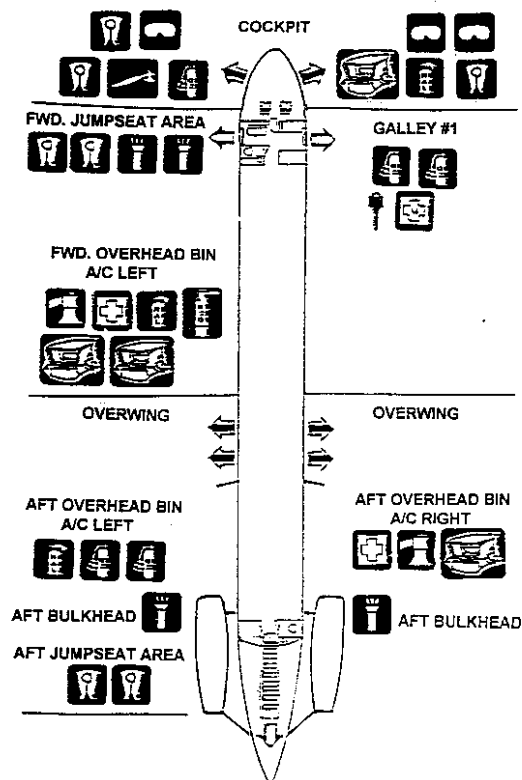 COCKPIT
FWD. JUMPSEAT AREA
GALLEY #1
FWD. OVERHEAD BIN
A/C LEFT
OVERWING
OVERWING
AFT OVERHEAD BIN
A/C LEFT
AFT OVERHEAD BIN
A/C RIGHT
AFT BULKHEAD
AFT BULKHEAD
AFT JUMPSEAT AREA